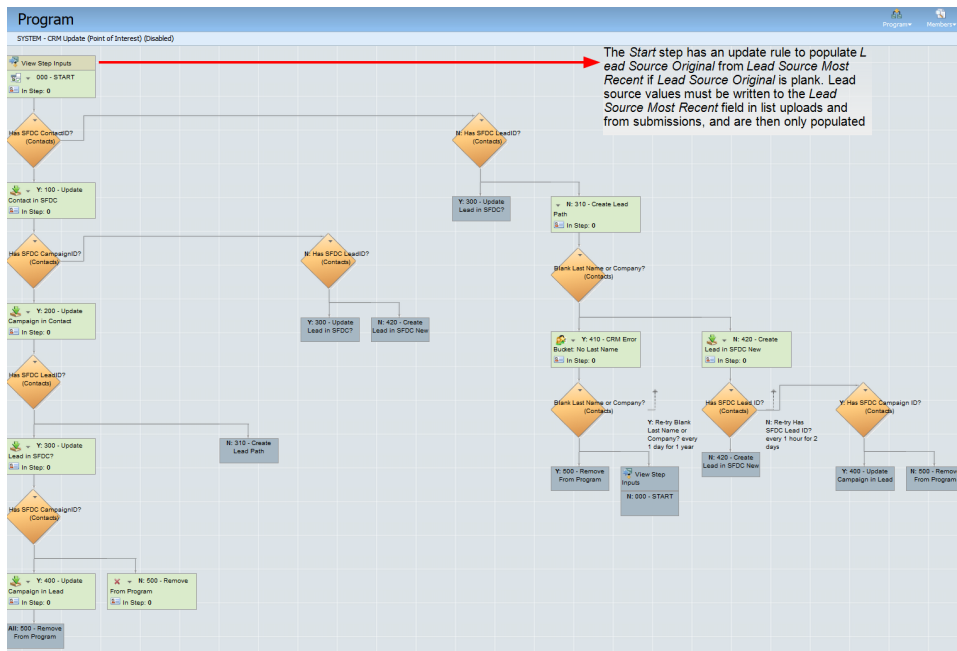 Program
Program▾
Members▾
SYSTEM - CRM Update (Point of Interest) (Disabled)
View Step Inputs
000 - START
In Step: 0
The Start step has an update rule to populate L
ead Source Original from Lead Source Most
Recent if Lead Source Original is plank. Lead
source values must be written to the Lead
Source Most Recent field in list uploads and
from submissions, and are then only populated
Has SFDC ContactID?
(Contacts)
N: Has SFDC LeadID?
(Contacts)
Y: 100 - Update
Contact in SFDC
In Step: 0
Y: 300 - Update
Lead in SFDC?
N: 310 - Create Lead
Path
In Step: 0
Has SFDC CampaignID?
(Contacts)
N: Has SFDC LeadID?
(Contacts)
Blank Last Name or Company?
(Contacts)
Y: 200 - Update
Campaign in Contact
In Step: 0
Y: 300 - Update
Lead in SFDC?
N: 420 - Create
Lead in SFDC New
Y: 410 - CRM Error
Bucket: No Last Name
In Step: 0
N: 420 - Create
Lead in SFDC New
In Step: 0
Has SFDC LeadID?
(Contacts)
Blank Last Name or Company?
(Contacts)
Y: Re-try Blank
Last Name or
Company? every
1 day for 1 year
Has SFDC Lead ID?
(Contacts)
N: Re-try Has
SFDC Lead ID?
every 1 hour for 2
days
Y: Has SFDC Campaign ID?
(Contacts)
Y: 300 - Update
Lead in SFDC?
In Step: 0
N: 310 - Create
Lead Path
Y: 500 - Remove
From Program
View Step
Inputs
N: 000 - START
N: 420 - Create
Lead in SFDC New
Y: 400 - Update
Campaign in Lead
N: 500 - Remov
From Program
Has SFDC CampaignID?
(Contacts)
Y: 400 - Update
Campaign in Lead
In Step: 0
N: 500 - Remove
From Program
In Step: 0
All: 500 - Remove
From Program